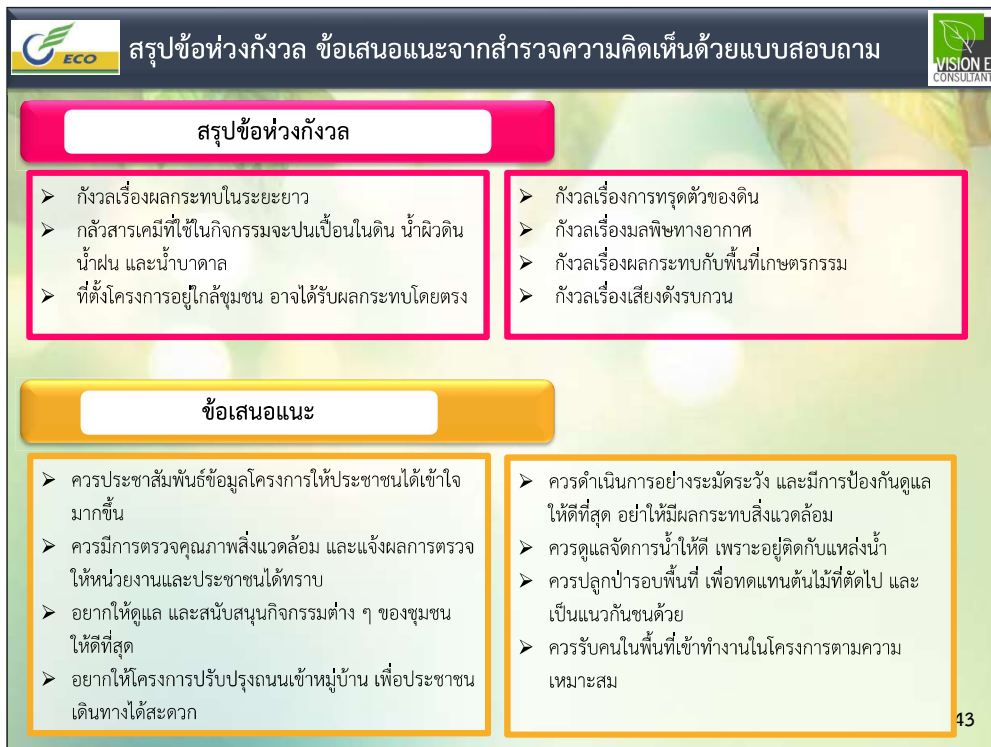 ECO
สรุปข้อห่วงกังวล ข้อเสนอแนะจากสำรวจความคิดเห็นด้วยแบบสอบถาม
VISION E
CONSULTANT
สรุปข้อห่วงกังวล
➤ กังวลเรื่องผลกระทบในระยะยาว
➤ กลัวสารเคมีที่ใช้ในกิจกรรมจะปนเปื้อนในดิน น้ำผิวดิน
น้ำฝน และน้ำบาดาล
➤ ที่ตั้งโครงการอยู่ใกล้ชุมชน อาจได้รับผลกระทบโดยตรง
➤ กังวลเรื่องการทรุดตัวของดิน
➤ กังวลเรื่องมลพิษทางอากาศ
➤ กังวลเรื่องผลกระทบกับพื้นที่เกษตรกรรม
➤ กังวลเรื่องเสียงดังรบกวน
ข้อเสนอแนะ
➤ ควรประชาสัมพันธ์ข้อมูลโครงการให้ประชาชนได้เข้าใจ
มากขึ้น
➤ ควรมีการตรวจคุณภาพสิ่งแวดล้อม และแจ้งผลการตรวจ
ให้หน่วยงานและประชาชนได้ทราบ
➤ อยากให้ดูแล และสนับสนุนกิจกรรมต่าง ๆ ของชุมชน
ให้ดีที่สุด
➤ อยากให้โครงการปรับปรุงถนนเข้าหมู่บ้าน เพื่อประชาชน
เดินทางได้สะดวก
➤ ควรดำเนินการอย่างระมัดระวัง และมีการป้องกันดูแล
ให้ดีที่สุด อย่าให้มีผลกระทบสิ่งแวดล้อม
➤ ควรดูแลจัดการน้ำให้ดี เพราะอยู่ติดกับแหล่งน้ำ
➤ ควรปลูกป่ารอบพื้นที่ เพื่อทดแทนต้นไม้ที่ตัดไป และ
เป็นแนวกันชนด้วย
➤ ควรรับคนในพื้นที่เข้าทำงานในโครงการตามความ
เหมาะสม
43